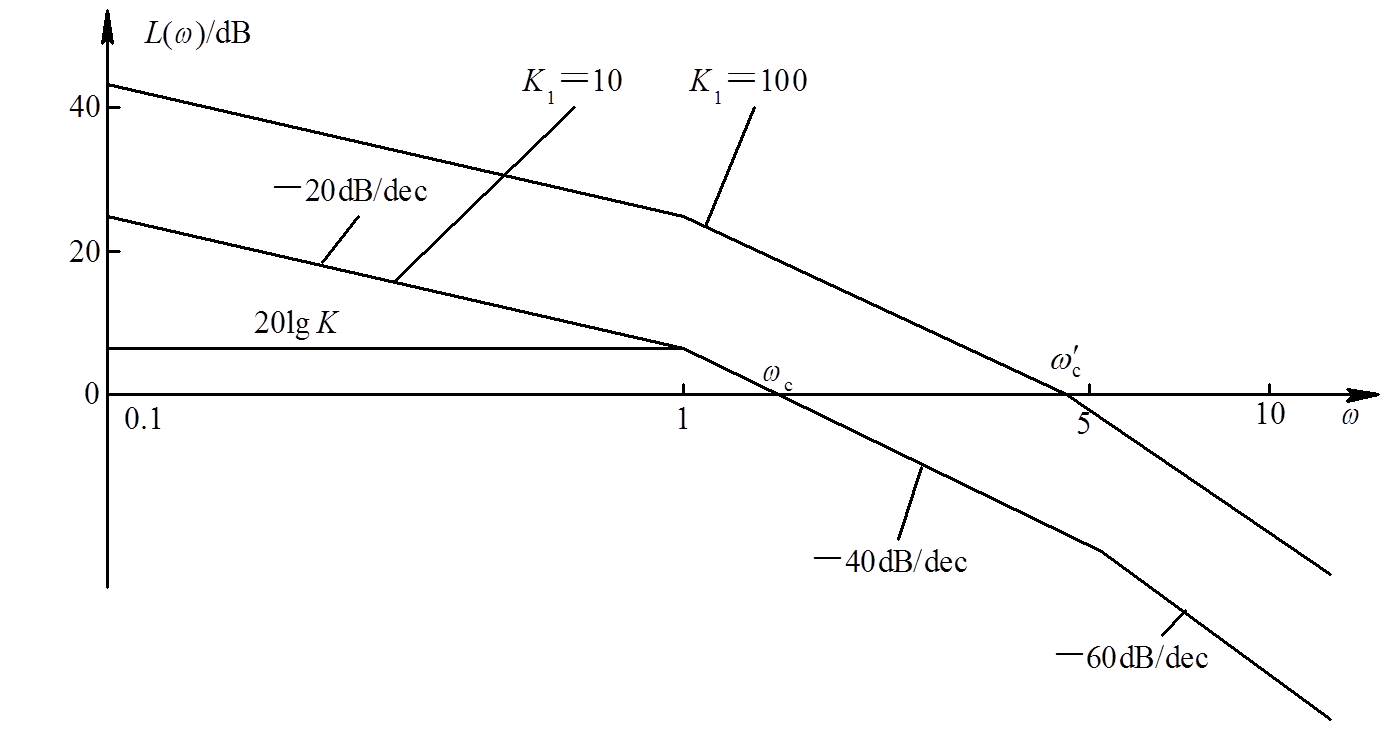 L(ω)/dB
K₁=10
K₁=100
40
−20dB/dec
20
20lg K
ω′c
ωc
0
0.1
1
5
10
ω
−40dB/dec
−60dB/dec